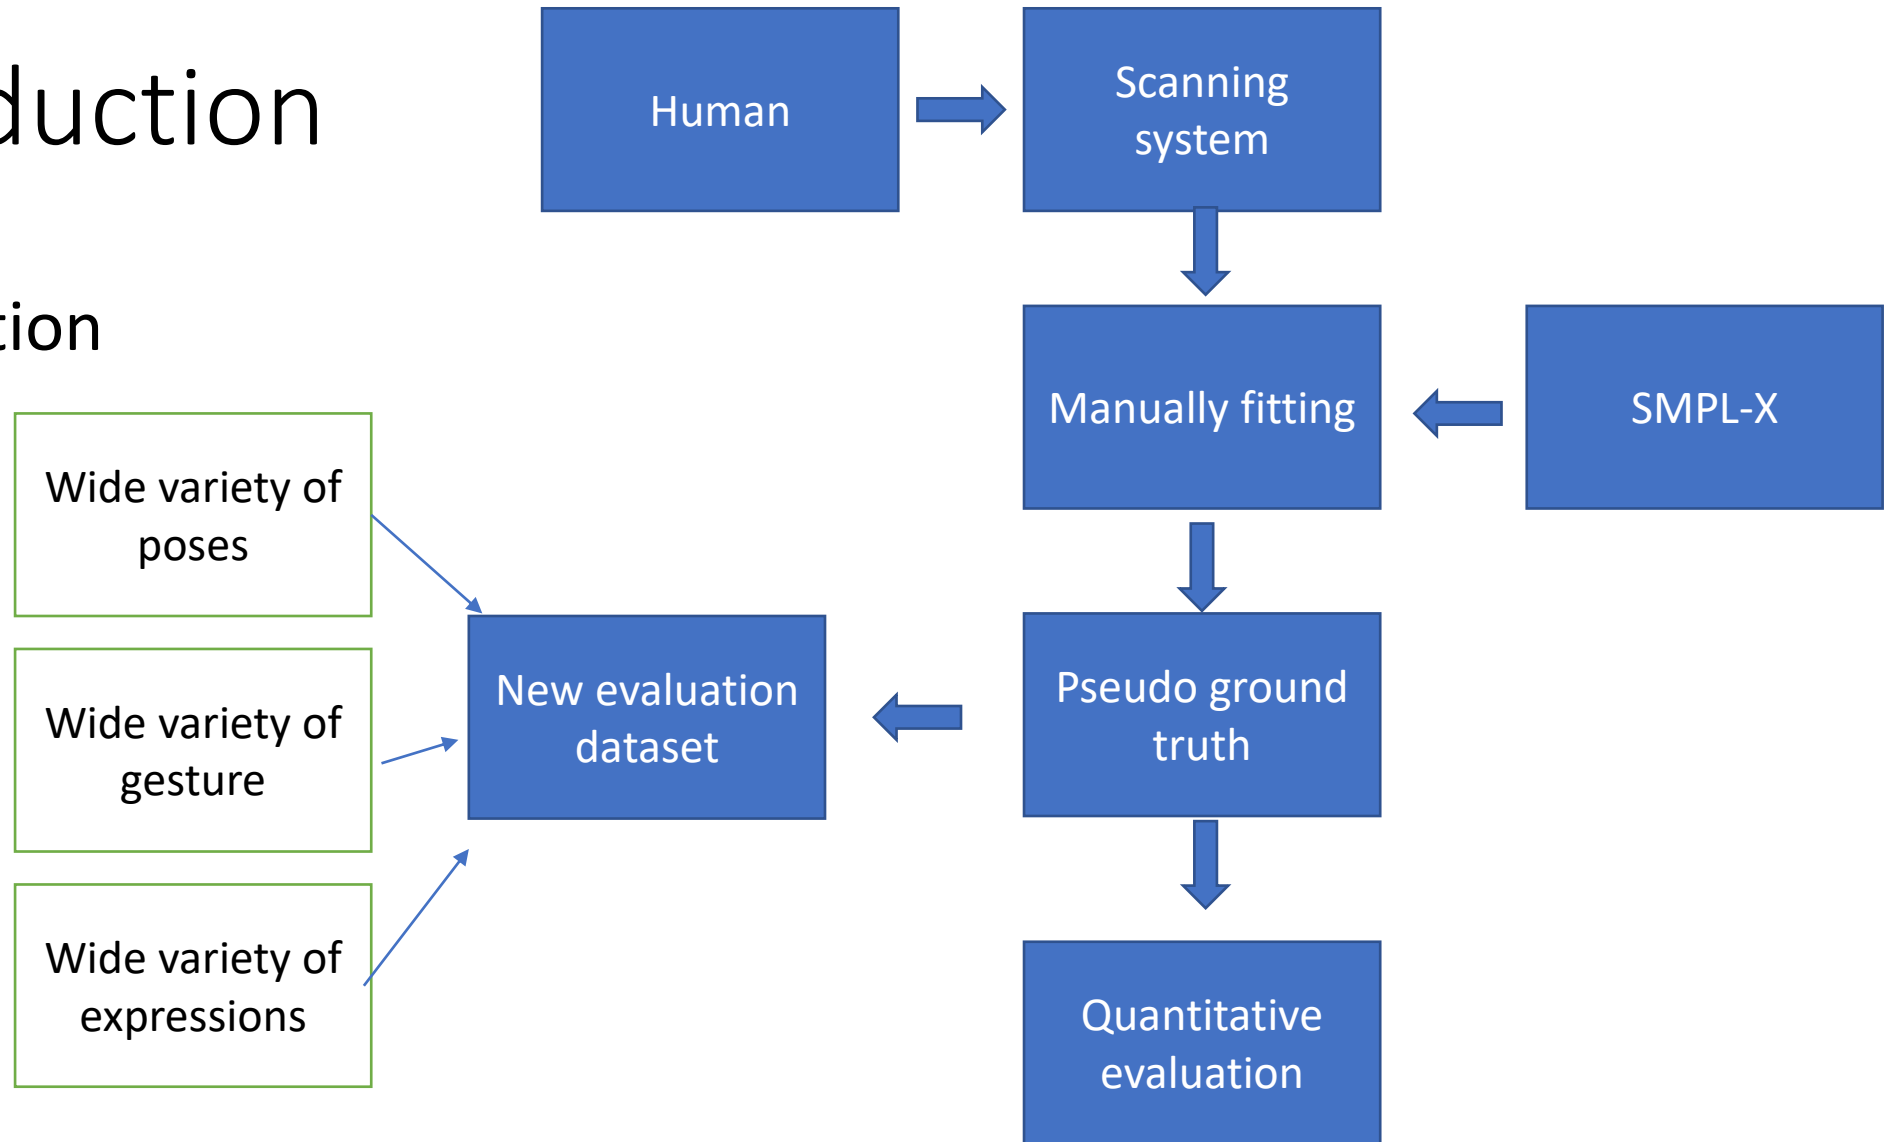 duction
tion
Human
Scanning
system
Manually fitting
SMPL-X
Wide variety of
poses
Wide variety of
gesture
Wide variety of
expressions
New evaluation
dataset
Pseudo ground
truth
Quantitative
evaluation